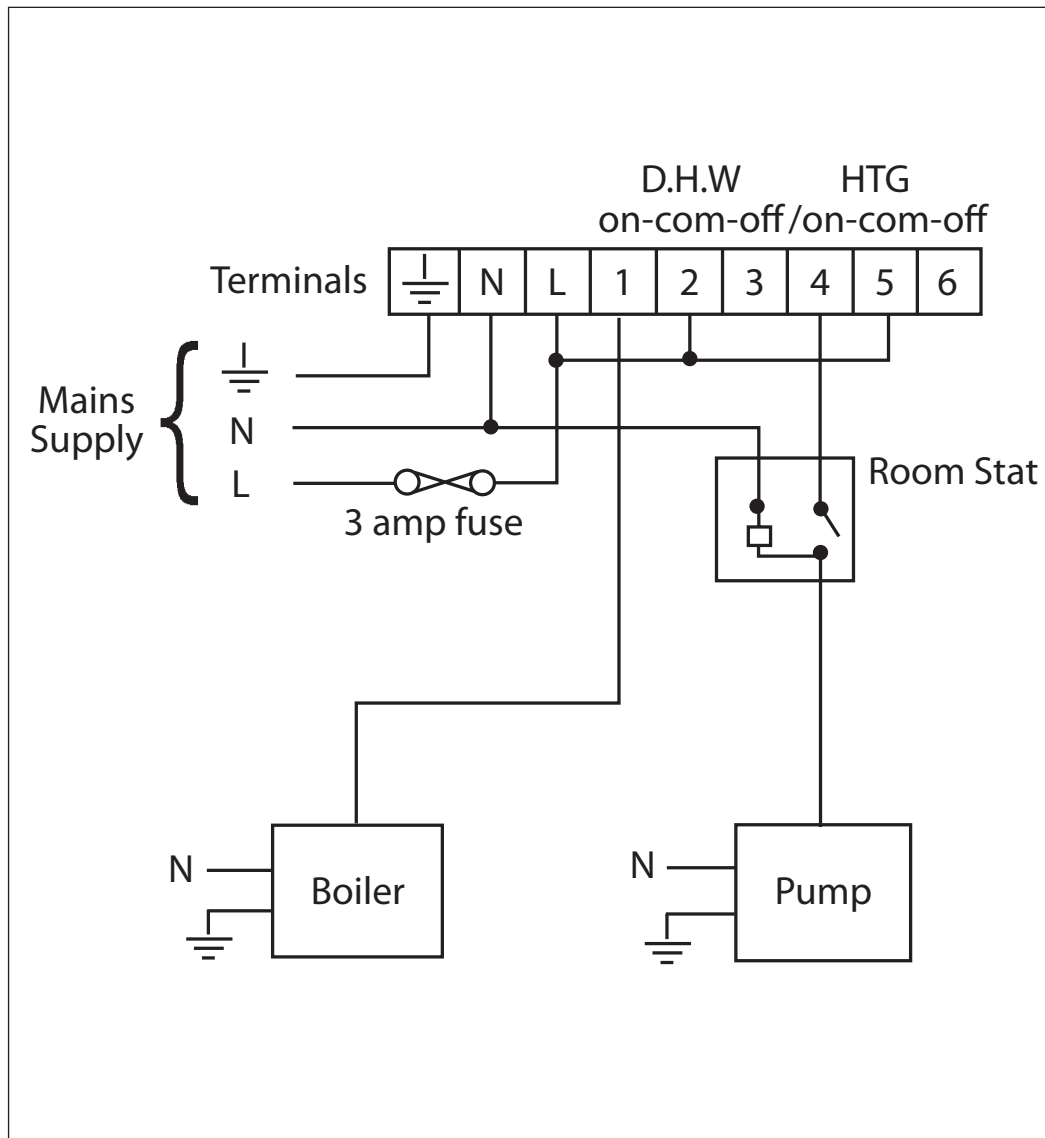 D.H.W HTG
on-com-off/on-com-off
Terminals N L 1 2 3 4 5 6
Mains
Supply
N
L
3 amp fuse
Room Stat
N
Boiler
N
Pump